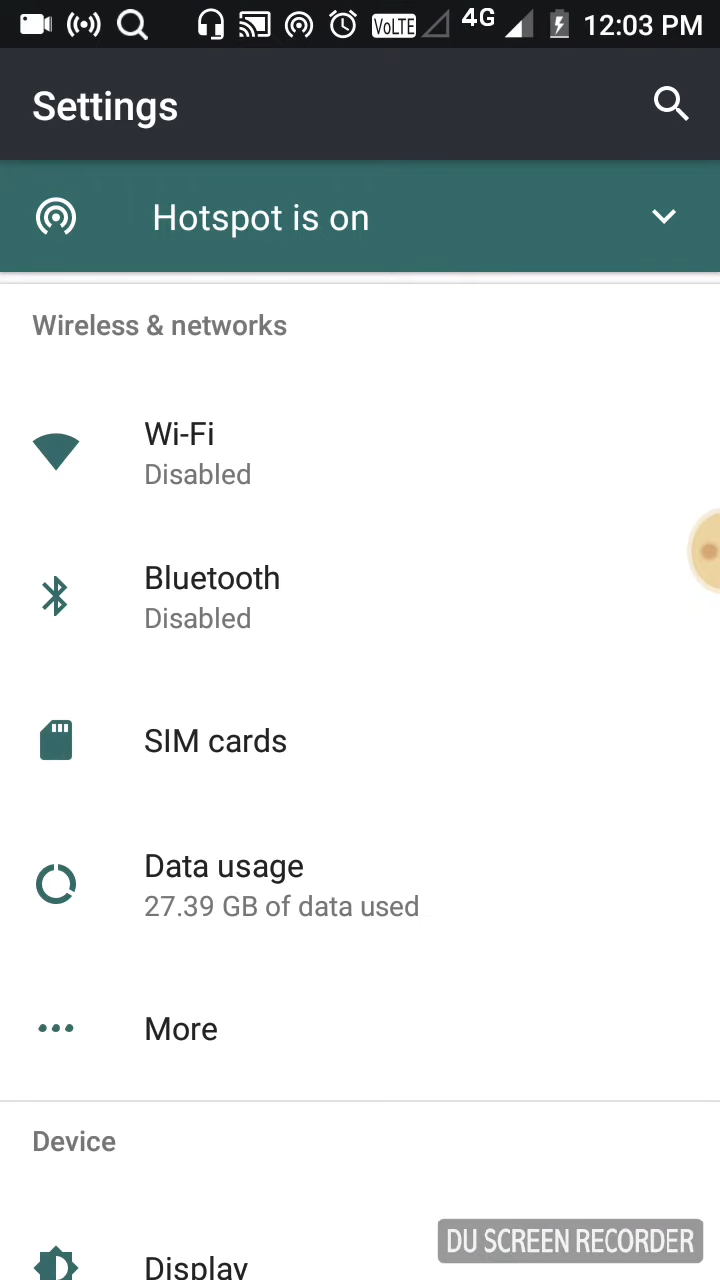 VoLTE 4G 12:03 PM
Settings
Hotspot is on
Wireless & networks
Wi-Fi
Disabled
Bluetooth
Disabled
SIM cards
Data usage
27.39 GB of data used
More
Device
Display
DU SCREEN RECORDER